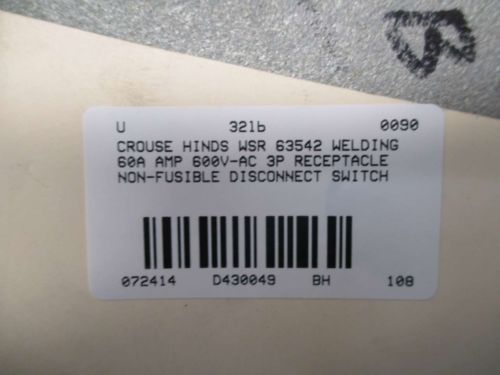 B
U 321b 0090
CROUSE HINDS WSR 63542 WELDING
60A AMP 600V-AC 3P RECEPTACLE
NON-FUSIBLE DISCONNECT SWITCH
072414 D430049 BH 108